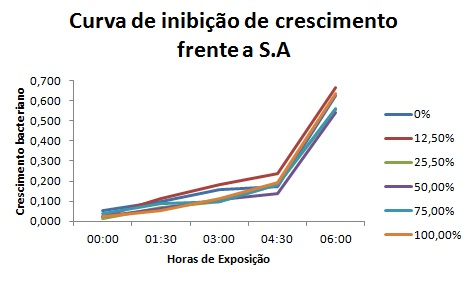 Curva de inibição de crescimento
frente a S.A
Crescimento bacteriano
0,700
0,600
0,500
0,400
0,300
0,200
0,100
0,000
00:00 01:30 03:00 04:30 06:00
Horas de Exposição
0%
12,50%
25,50%
50,00%
75,00%
100,00%